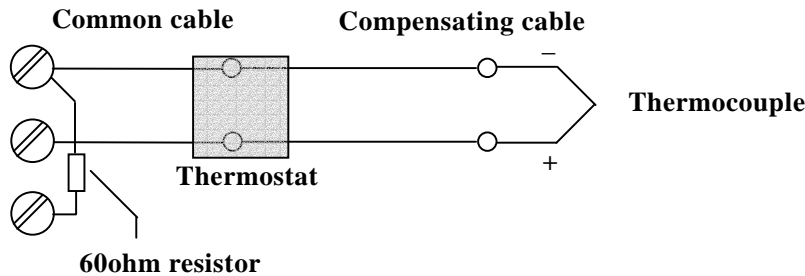 Common cable
Compensating cable
–
Thermocouple
+
Thermostat
60ohm resistor